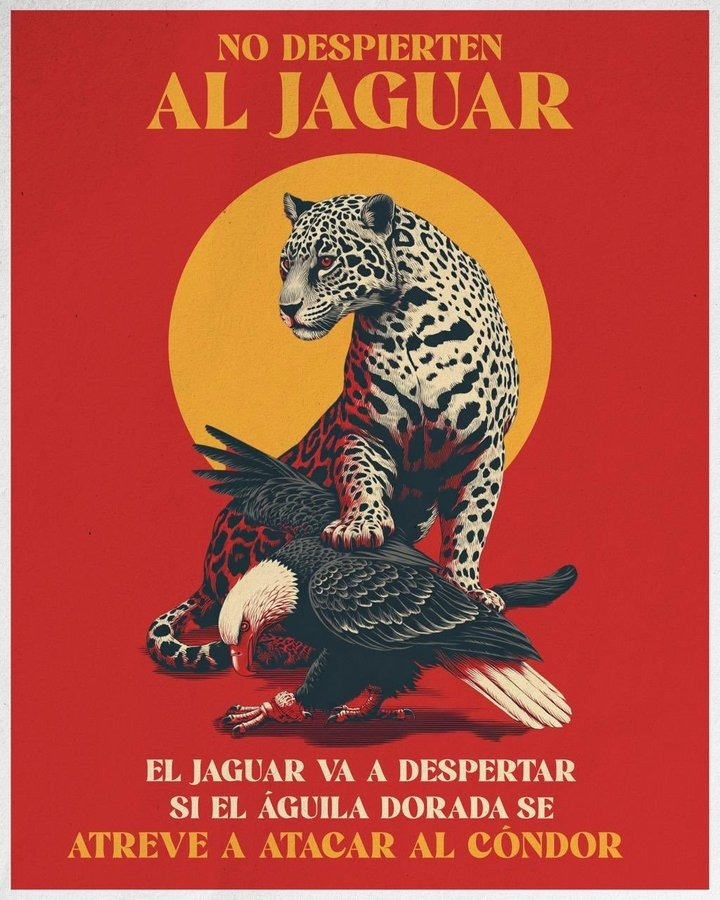 NO DESPIERTEN
AL JAGUAR
EL JAGUAR VA A DESPERTAR
SI EL ÁGUILA DORADA SE
ATREVE A ATACAR AL CÓNDOR